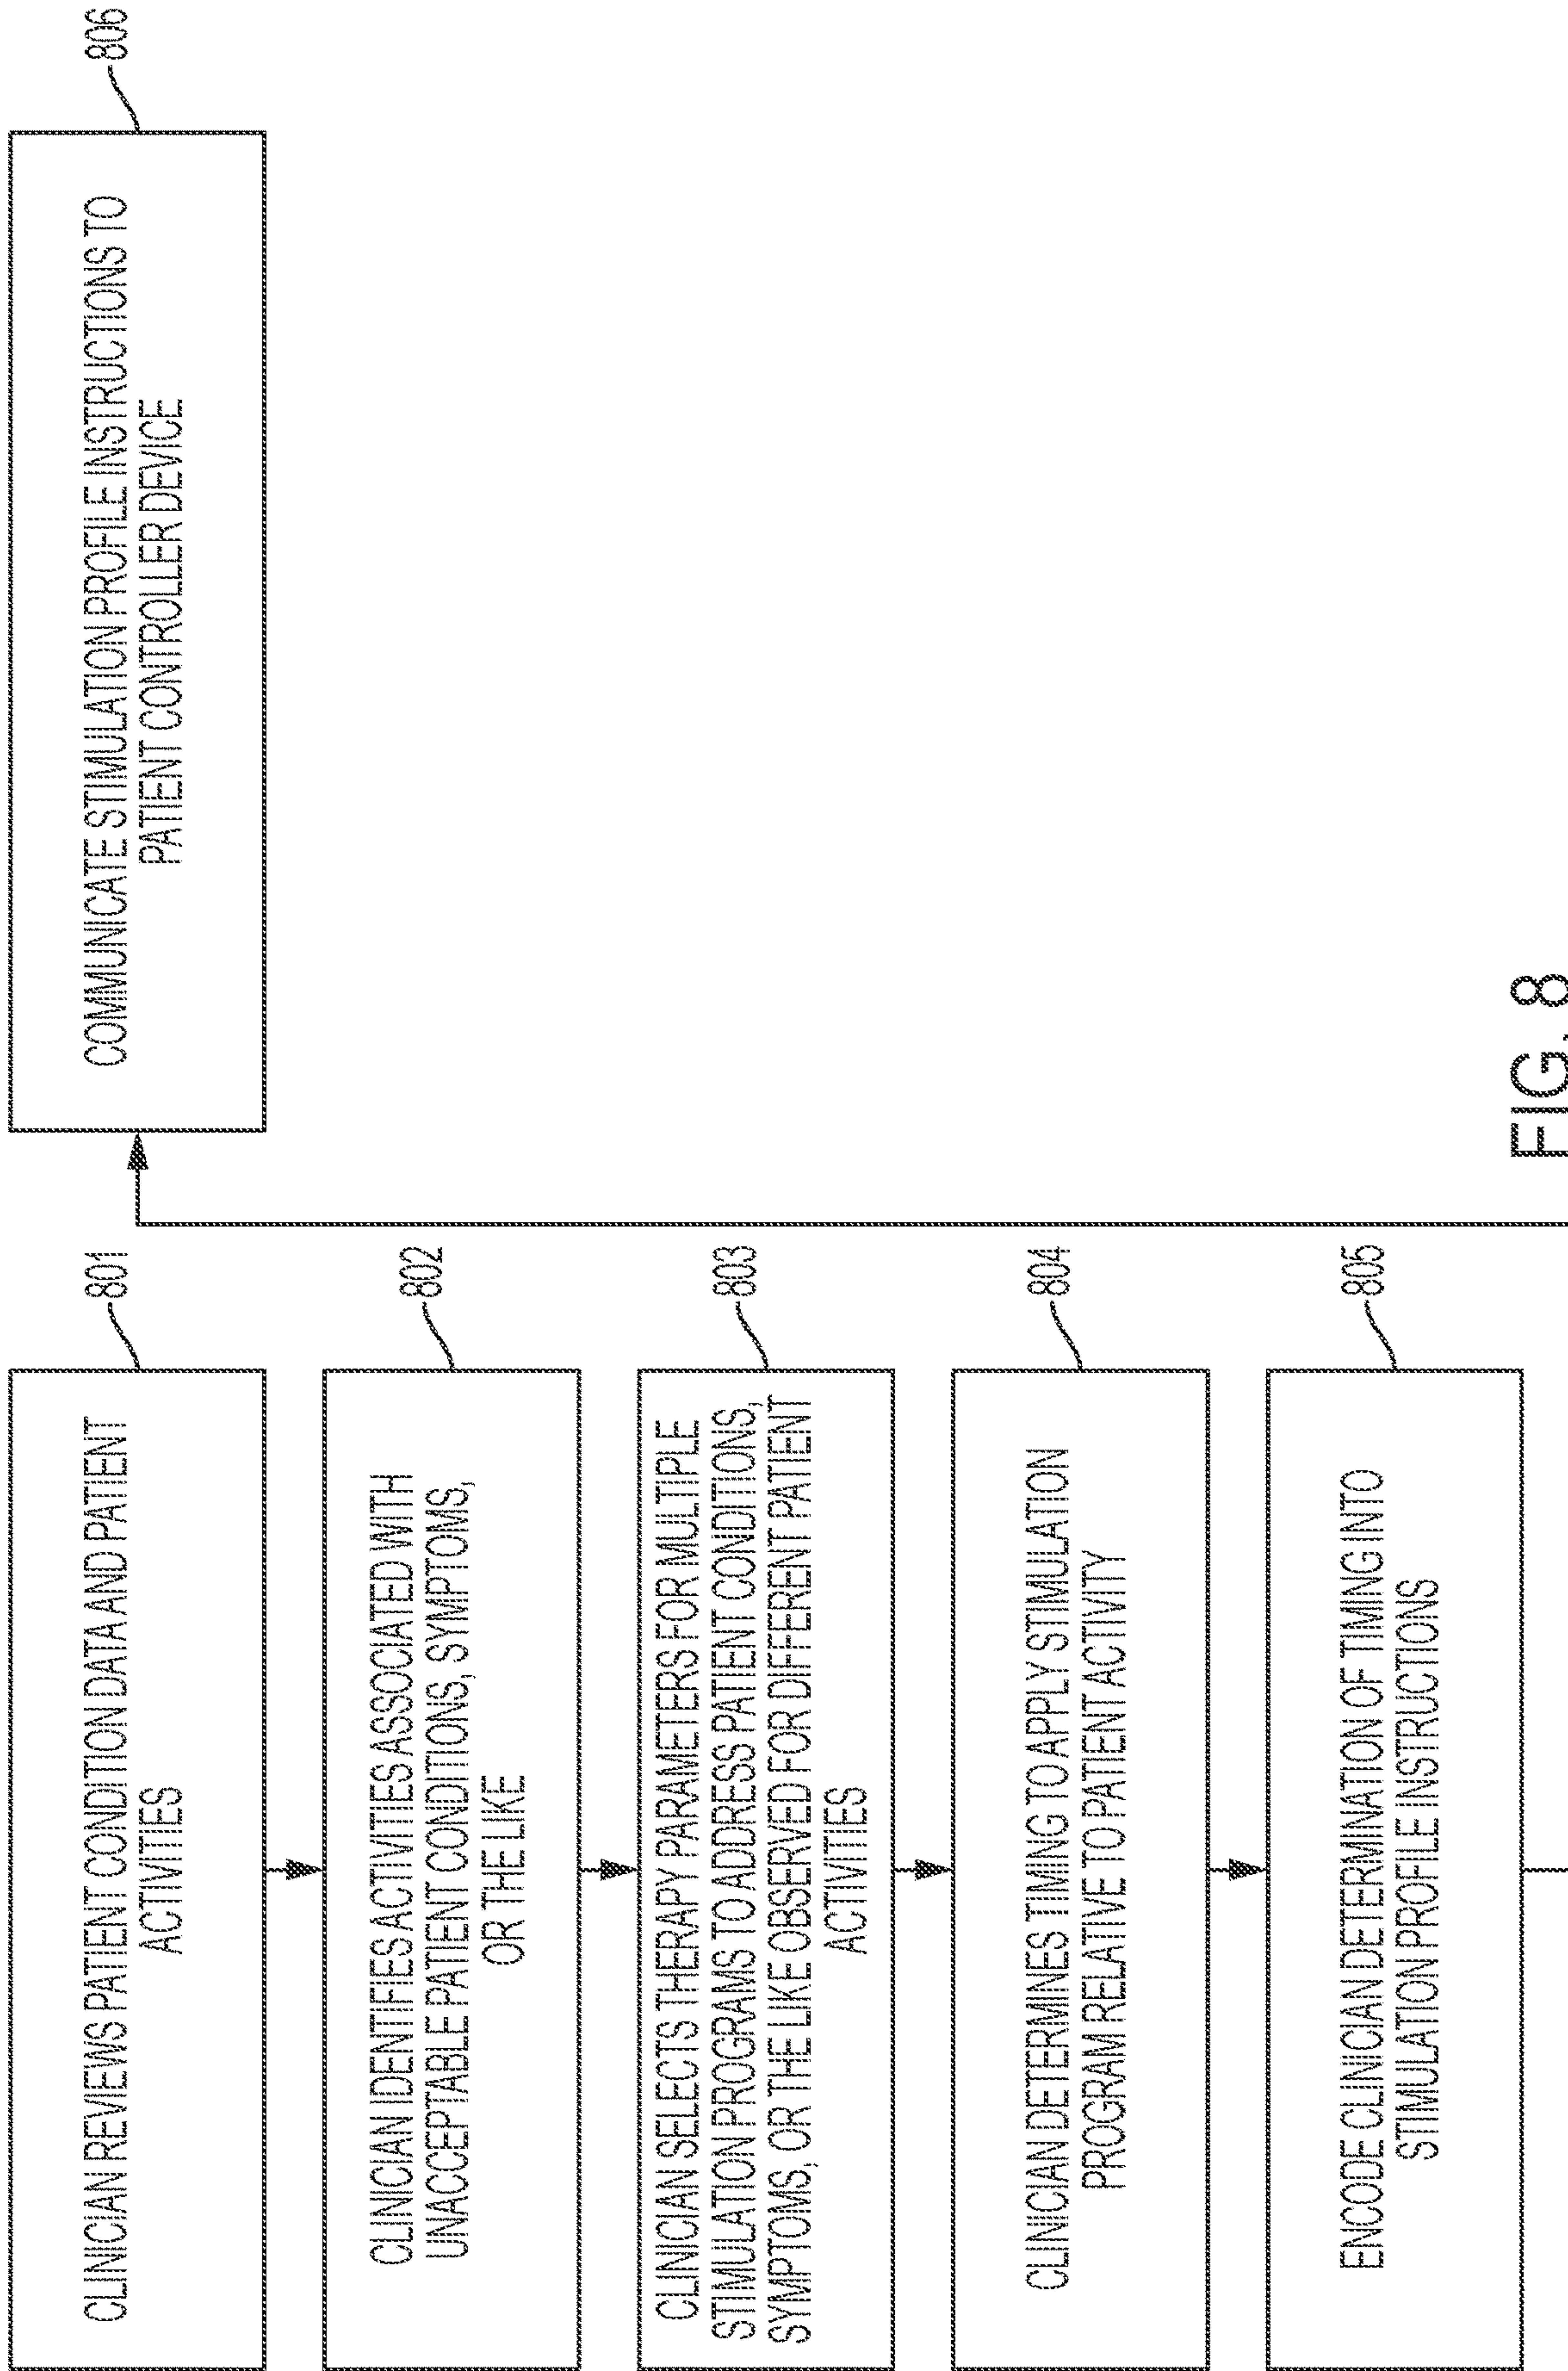 CLINICIAN REVIEWS PATIENT CONDITION DATA AND PATIENT
ACTIVITIES
801
CLINICIAN IDENTIFIES ACTIVITIES ASSOCIATED WITH
UNACCEPTABLE PATIENT CONDITIONS, SYMPTOMS,
OR THE LIKE
802
CLINICIAN SELECTS THERAPY PARAMETERS FOR MULTIPLE
STIMULATION PROGRAMS TO ADDRESS PATIENT CONDITIONS,
SYMPTOMS, OR THE LIKE OBSERVED FOR DIFFERENT PATIENT
ACTIVITIES
803
CLINICIAN DETERMINES TIMING TO APPLY STIMULATION
PROGRAM RELATIVE TO PATIENT ACTIVITY
804
ENCODE CLINICIAN DETERMINATION OF TIMING INTO
STIMULATION PROFILE INSTRUCTIONS
805
COMMUNICATE STIMULATION PROFILE INSTRUCTIONS TO
PATIENT CONTROLLER DEVICE
806
FIG. 8